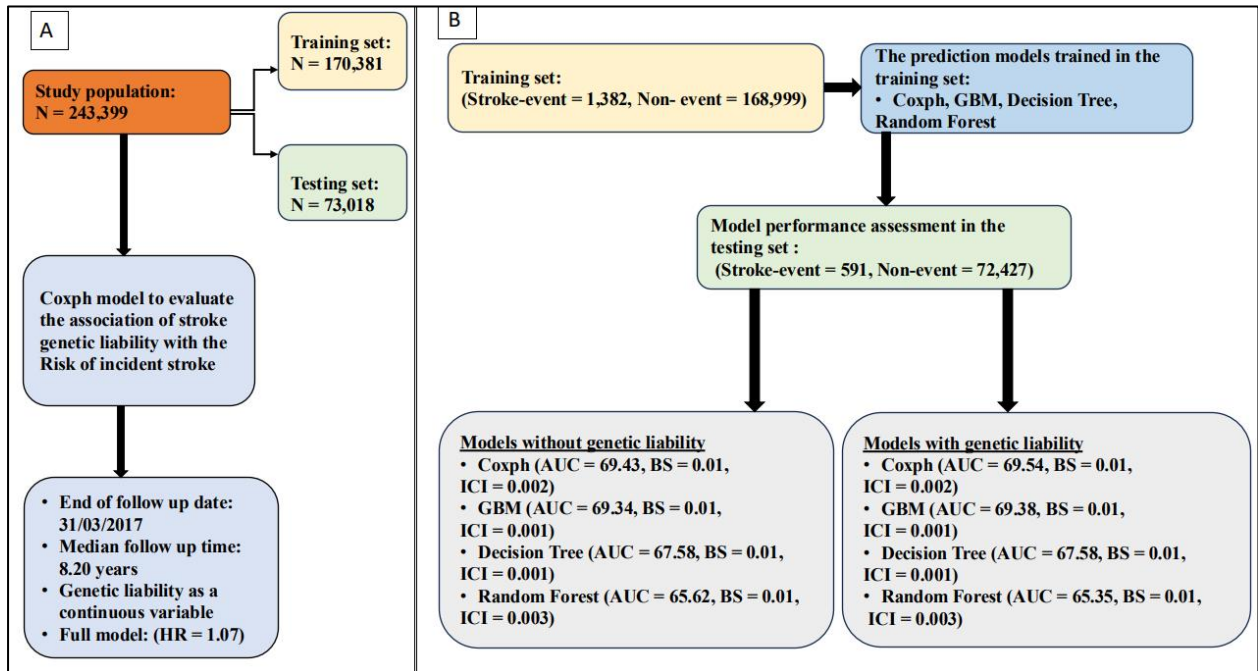 A
Study population:
N = 243,399
Training set:
N = 170,381
Testing set:
N = 73,018
Coxph model to evaluate
the association of stroke
genetic liability with the
Risk of incident stroke
• End of follow up date:
31/03/2017
• Median follow up time:
8.20 years
• Genetic liability as a
continuous variable
• Full model: (HR = 1.07)
B
Training set:
(Stroke-event = 1,382, Non- event = 168,999)
The prediction models trained in the
training set:
• Coxph, GBM, Decision Tree,
Random Forest
Model performance assessment in the
testing set :
(Stroke-event = 591, Non-event = 72,427)
Models without genetic liability
• Coxph (AUC = 69.43, BS = 0.01,
ICI = 0.002)
• GBM (AUC = 69.34, BS = 0.01,
ICI = 0.001)
• Decision Tree (AUC = 67.58, BS = 0.01,
ICI = 0.001)
• Random Forest (AUC = 65.62, BS = 0.01,
ICI = 0.003)
Models with genetic liability
• Coxph (AUC = 69.54, BS = 0.01,
ICI = 0.002)
• GBM (AUC = 69.38, BS = 0.01,
ICI = 0.001)
• Decision Tree (AUC = 67.58, BS = 0.01,
ICI = 0.001)
• Random Forest (AUC = 65.35, BS = 0.01,
ICI = 0.003)